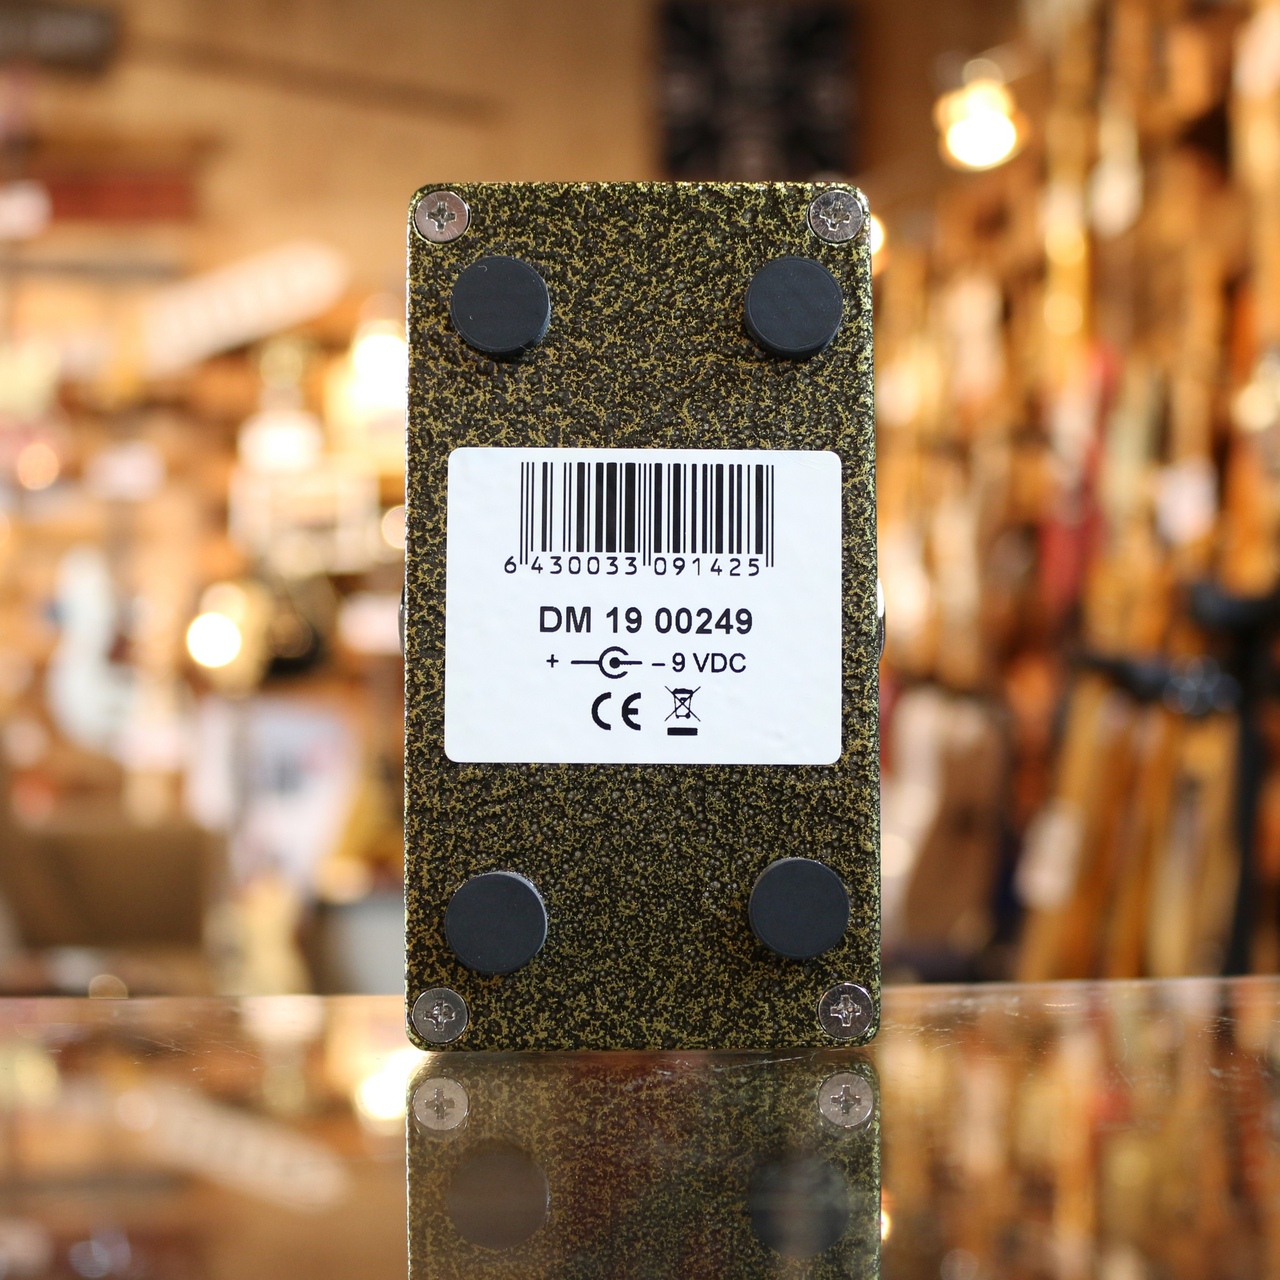 6 430033 091425
DM 19 00249
+ – 9 VDC
CE